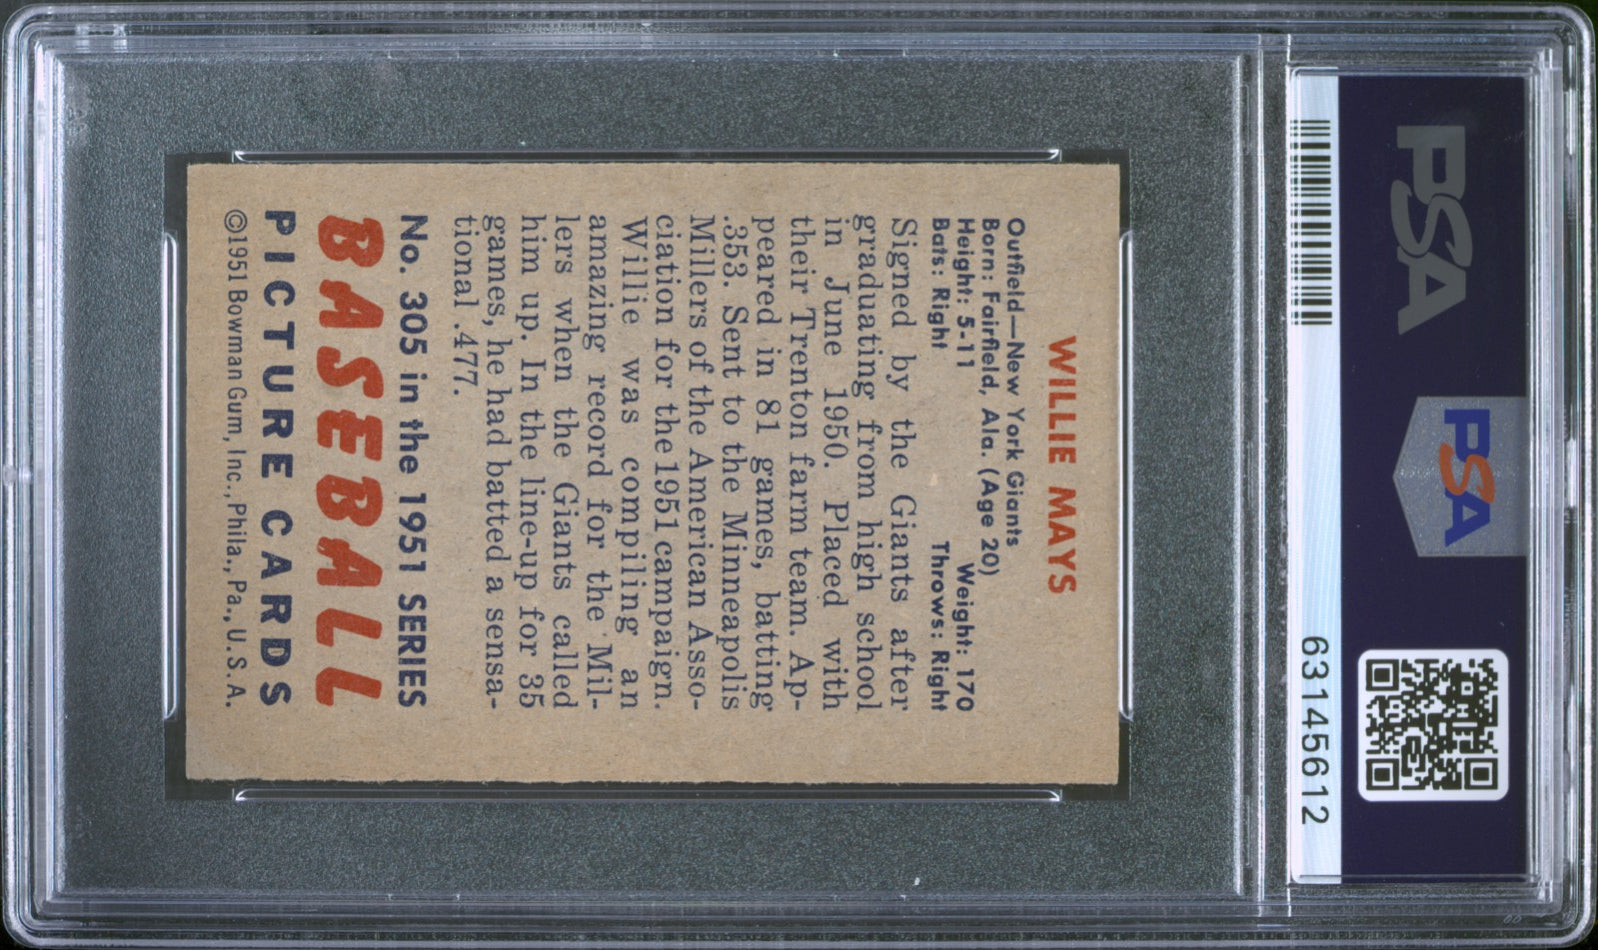 PSA
PSA
63145612
WILLIE MAYS
Outfield—New York Giants
Born: Fairfield, Ala. (Age 20)
Height: 5-11 Weight: 170
Bats: Right Throws: Right
Signed by the Giants after
graduating from high school
in June 1950. Placed with
their Trenton farm team. Ap-
peared in 81 games, batting
.353. Sent to the Minneapolis
Millers of the American Asso-
ciation for the 1951 campaign.
Willie was compiling an
amazing record for the Mil-
lers when the Giants called
him up. In the line-up for 35
games, he had batted a sensa-
tional .477.
No. 305 in the 1951 SERIES
BASEBALL
PICTURE CARDS
©1951 Bowman Gum, Inc., Phila., Pa., U. S. A.